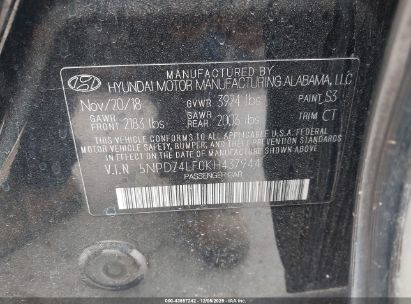 MANUFACTURED BY
HYUNDAI MOTOR MANUFACTURING ALABAMA, LLC
Nov/20/18 GVWR 3924 lbs PAINT S3
GAWR FRONT 2183 lbs GAWR REAR 2006 lbs TRIM CT
THIS VEHICLE CONFORMS TO ALL APPLICABLE U.S.A. FEDERAL
MOTOR VEHICLE SAFETY, BUMPER, AND THEFT PREVENTION STANDARDS
IN EFFECT ON THE DATE OF MANUFACTURE SHOWN ABOVE.
V.I.N 5NPD74LF0KH437944
PASSENGER CAR